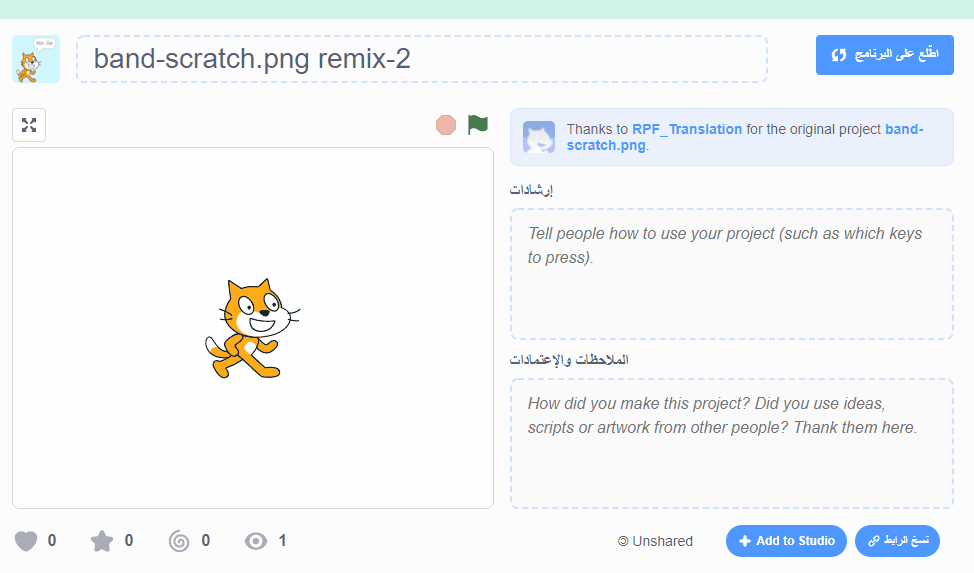 band-scratch.png remix-2
اطّلع على البرنامج
Thanks to RPF_Translation for the original project band-
scratch.png.
إرشادات
Tell people how to use your project (such as which keys
to press).
الملاحظات والإعتمادات
How did you make this project? Did you use ideas,
scripts or artwork from other people? Thank them here.
0
0
0
1
Unshared
Add to Studio
نسخ الرابط